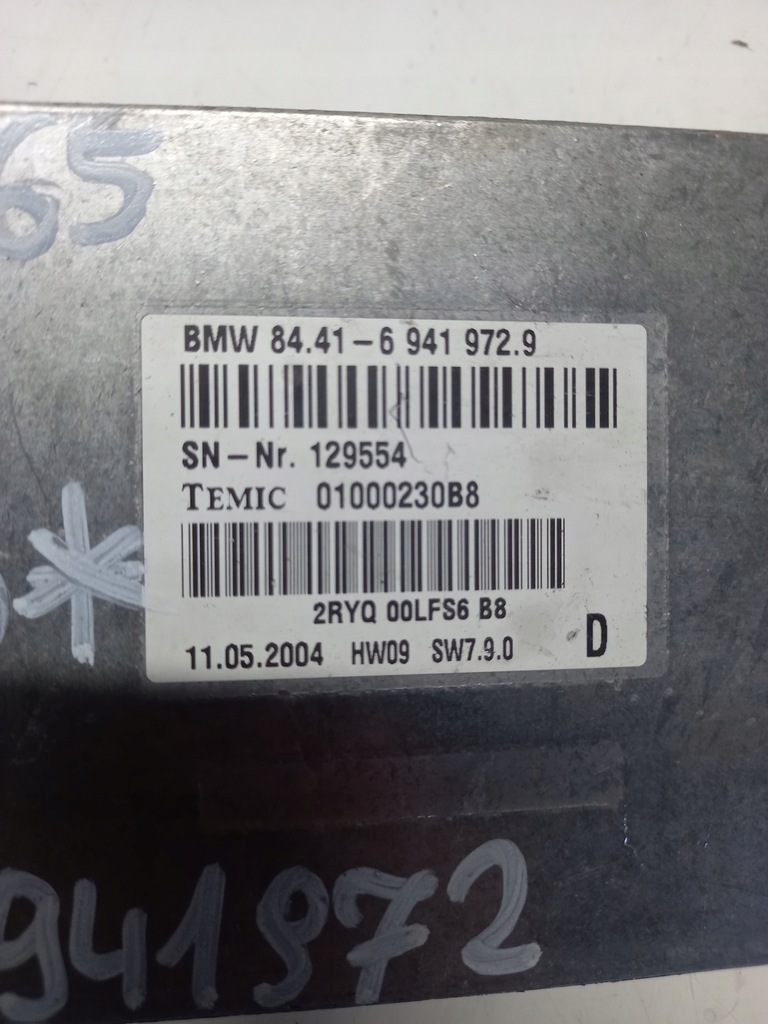 65
BMW 84.41-6 941 972.9
SN-Nr. 129554
TEMIC 01000230B8
2RYQ 00LFS6 B8
11.05.2004 HW09 SW7.9.0 D
*
941972